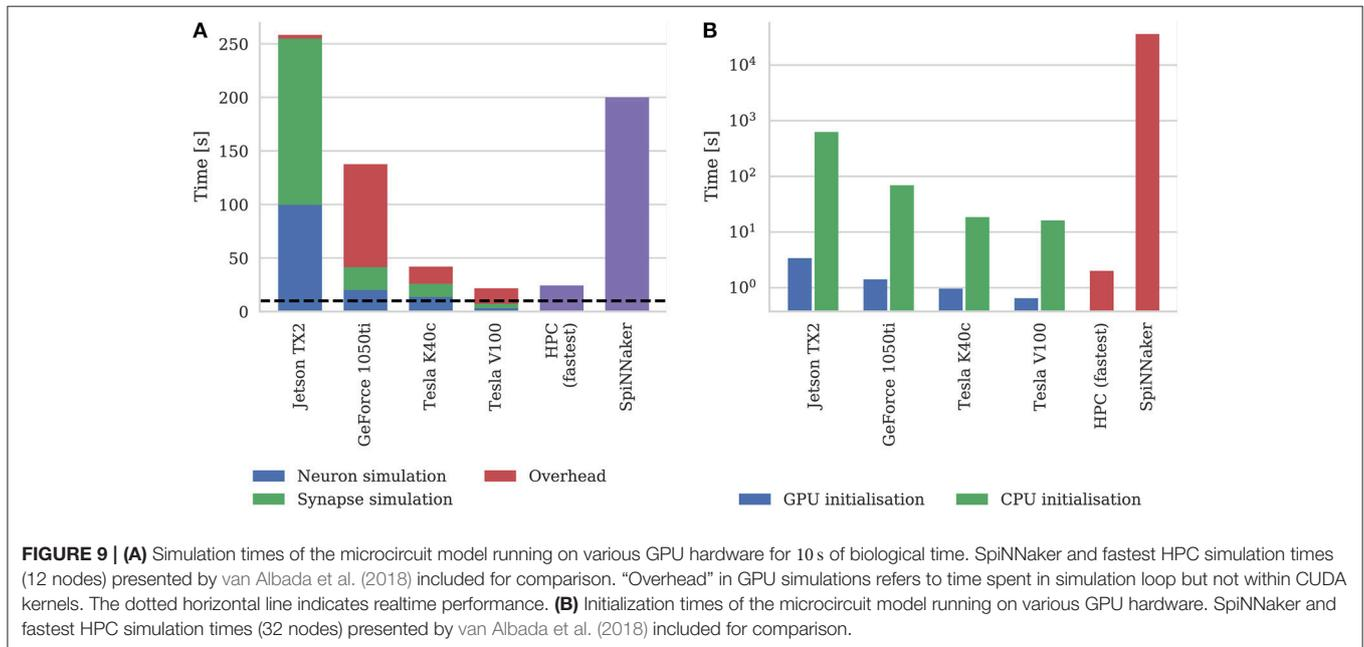 A
250
200
150
100
50
0
Time [s]
Jetson TX2
GeForce 1050ti
Tesla K40c
Tesla V100
HPC
(fastest)
SpiNNaker
Neuron simulation
Overhead
Synapse simulation
B
10⁴
10³
10²
10¹
10⁰
Time [s]
Jetson TX2
GeForce 1050ti
Tesla K40c
Tesla V100
HPC (fastest)
SpiNNaker
GPU initialisation
CPU initialisation
FIGURE 9 | (A) Simulation times of the microcircuit model running on various GPU hardware for 10 s of biological time. SpiNNaker and fastest HPC simulation times
(12 nodes) presented by van Albada et al. (2018) included for comparison. “Overhead” in GPU simulations refers to time spent in simulation loop but not within CUDA
kernels. The dotted horizontal line indicates realtime performance. (B) Initialization times of the microcircuit model running on various GPU hardware. SpiNNaker and
fastest HPC simulation times (32 nodes) presented by van Albada et al. (2018) included for comparison.